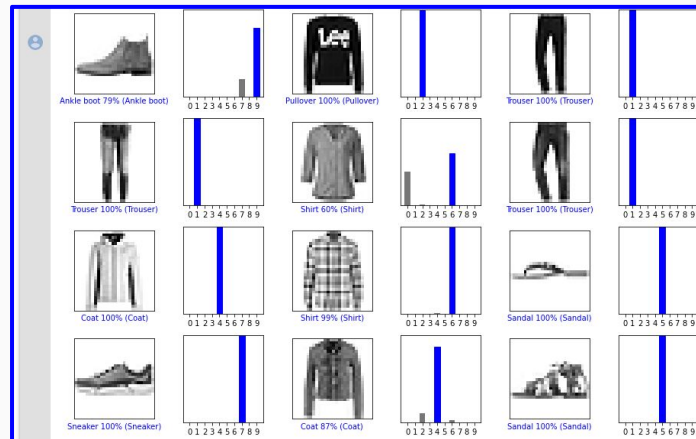 Lee
Ankle boot 79% (Ankle boot)
0 1 2 3 4 5 6 7 8 9
Pullover 100% (Pullover)
0 1 2 3 4 5 6 7 8 9
Trouser 100% (Trouser)
0 1 2 3 4 5 6 7 8 9
Trouser 100% (Trouser)
0 1 2 3 4 5 6 7 8 9
Shirt 60% (Shirt)
0 1 2 3 4 5 6 7 8 9
Trouser 100% (Trouser)
0 1 2 3 4 5 6 7 8 9
Coat 100% (Coat)
0 1 2 3 4 5 6 7 8 9
Shirt 99% (Shirt)
0 1 2 3 4 5 6 7 8 9
Sandal 100% (Sandal)
0 1 2 3 4 5 6 7 8 9
Sneaker 100% (Sneaker)
0 1 2 3 4 5 6 7 8 9
Coat 87% (Coat)
0 1 2 3 4 5 6 7 8 9
Sandal 100% (Sandal)
0 1 2 3 4 5 6 7 8 9